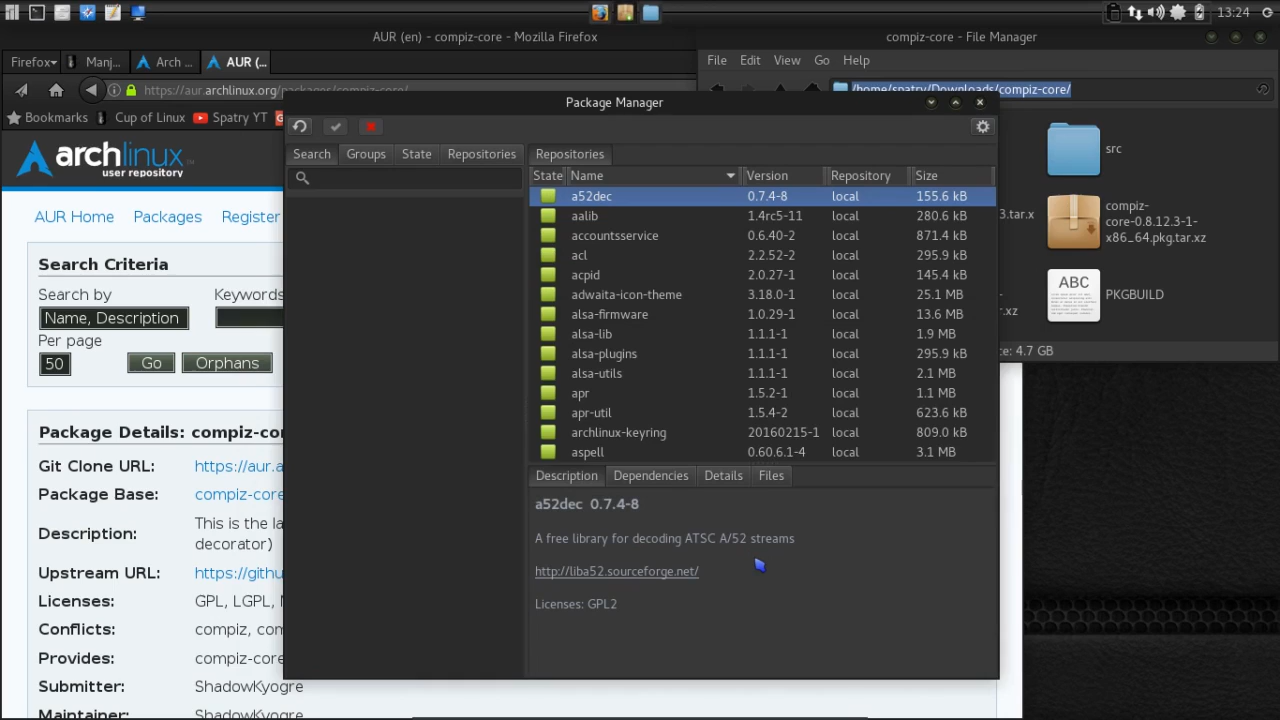 13:24
AUR (en) - compiz-core - Mozilla Firefox
compiz-core - File Manager
Firefox
Manj...
Arch ...
AUR (...
File Edit View Go Help
https://aur.archlinux.org/packages/compiz-core/
/home/spatry/Downloads/compiz-core/
Bookmarks
Cup of Linux
Spatry YT
Package Manager
archlinux
user repository
AUR Home Packages Register
Search Groups State Repositories
Repositories
State Name Version Repository Size
a52dec 0.7.4-8 local 155.6 kB
aalib 1.4rc5-11 local 280.6 kB
accountsservice 0.6.40-2 local 871.4 kB
acl 2.2.52-2 local 295.9 kB
acpid 2.0.27-1 local 145.4 kB
adwaita-icon-theme 3.18.0-1 local 25.1 MB
alsa-firmware 1.0.29-1 local 13.6 MB
alsa-lib 1.1.1-1 local 1.9 MB
alsa-plugins 1.1.1-1 local 295.9 kB
alsa-utils 1.1.1-1 local 2.1 MB
apr 1.5.2-1 local 1.1 MB
apr-util 1.5.4-2 local 623.6 kB
archlinux-keyring 20160215-1 local 809.0 kB
aspell 0.60.6.1-4 local 3.1 MB
Description Dependencies Details Files
a52dec 0.7.4-8
A free library for decoding ATSC A/52 streams
http://liba52.sourceforge.net/
Licenses: GPL2
src
3.tar.x
compiz-
core-0.8.12.3-1-
x86_64.pkg.tar.xz
.xz
ABC
PKGBUILD
ce: 4.7 GB
Search Criteria
Search by
Keywords
Name, Description
Per page
50
Go
Orphans
Package Details: compiz-co
Git Clone URL: https://aur.a
Package Base: compiz-core
Description: This is the la
decorator)
Upstream URL: https://githu
Licenses: GPL, LGPL,
Conflicts: compiz, com
Provides: compiz-core
Submitter: ShadowKyogre
Maintainer: ShadowKyogre